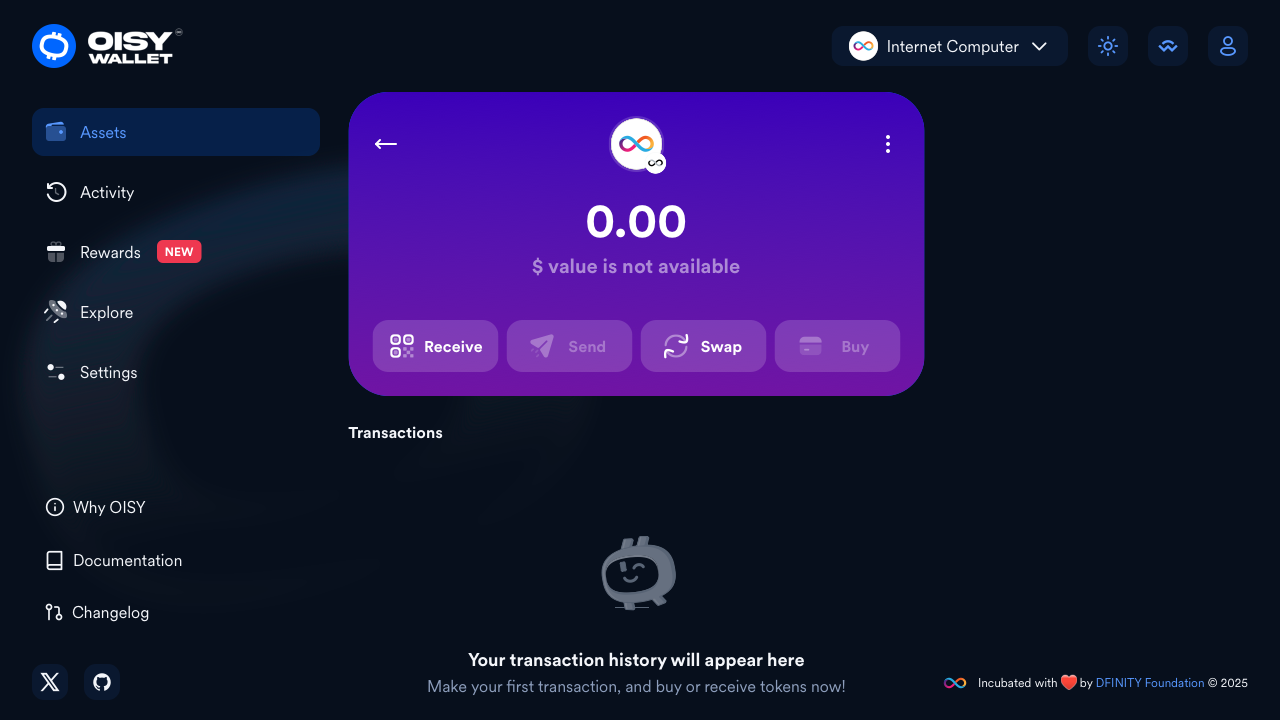 OISY
WALLET
Internet Computer
Assets
Activity
Rewards NEW
Explore
Settings
Why OISY
Documentation
Changelog
0.00
$ value is not available
Receive
Send
Swap
Buy
Transactions
Your transaction history will appear here
Make your first transaction, and buy or receive tokens now!
Incubated with ❤️ by DFINITY Foundation © 2025